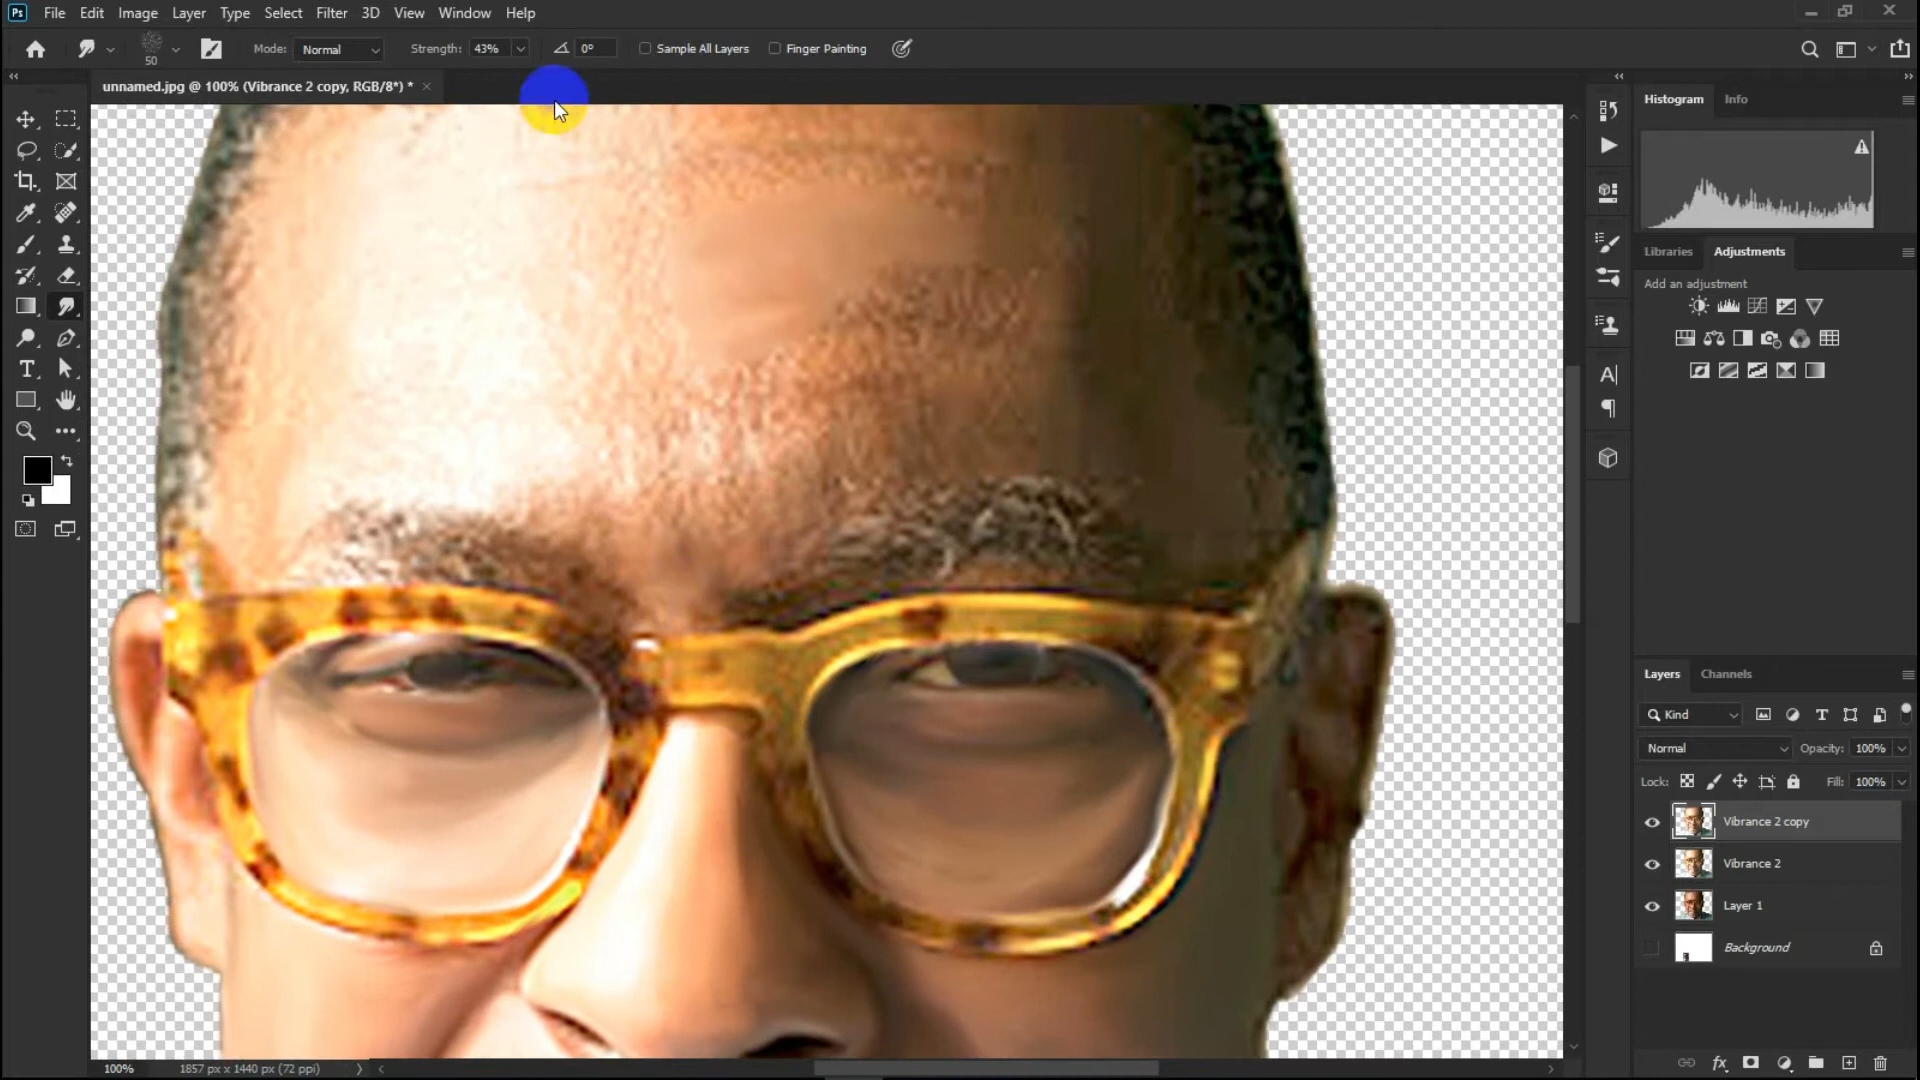 Ps File Edit Image Layer Type Select Filter 3D View Window Help
50 Mode: Normal Strength: 43% 0° Sample All Layers Finger Painting
unnamed.jpg @ 100% (Vibrance 2 copy, RGB/8*) * ×
Histogram Info
Libraries Adjustments
Add an adjustment
Layers Channels
Kind
Normal Opacity: 100%
Lock: Fill: 100%
Vibrance 2 copy
Vibrance 2
Layer 1
Background
100% 1857 px x 1440 px (72 ppi)